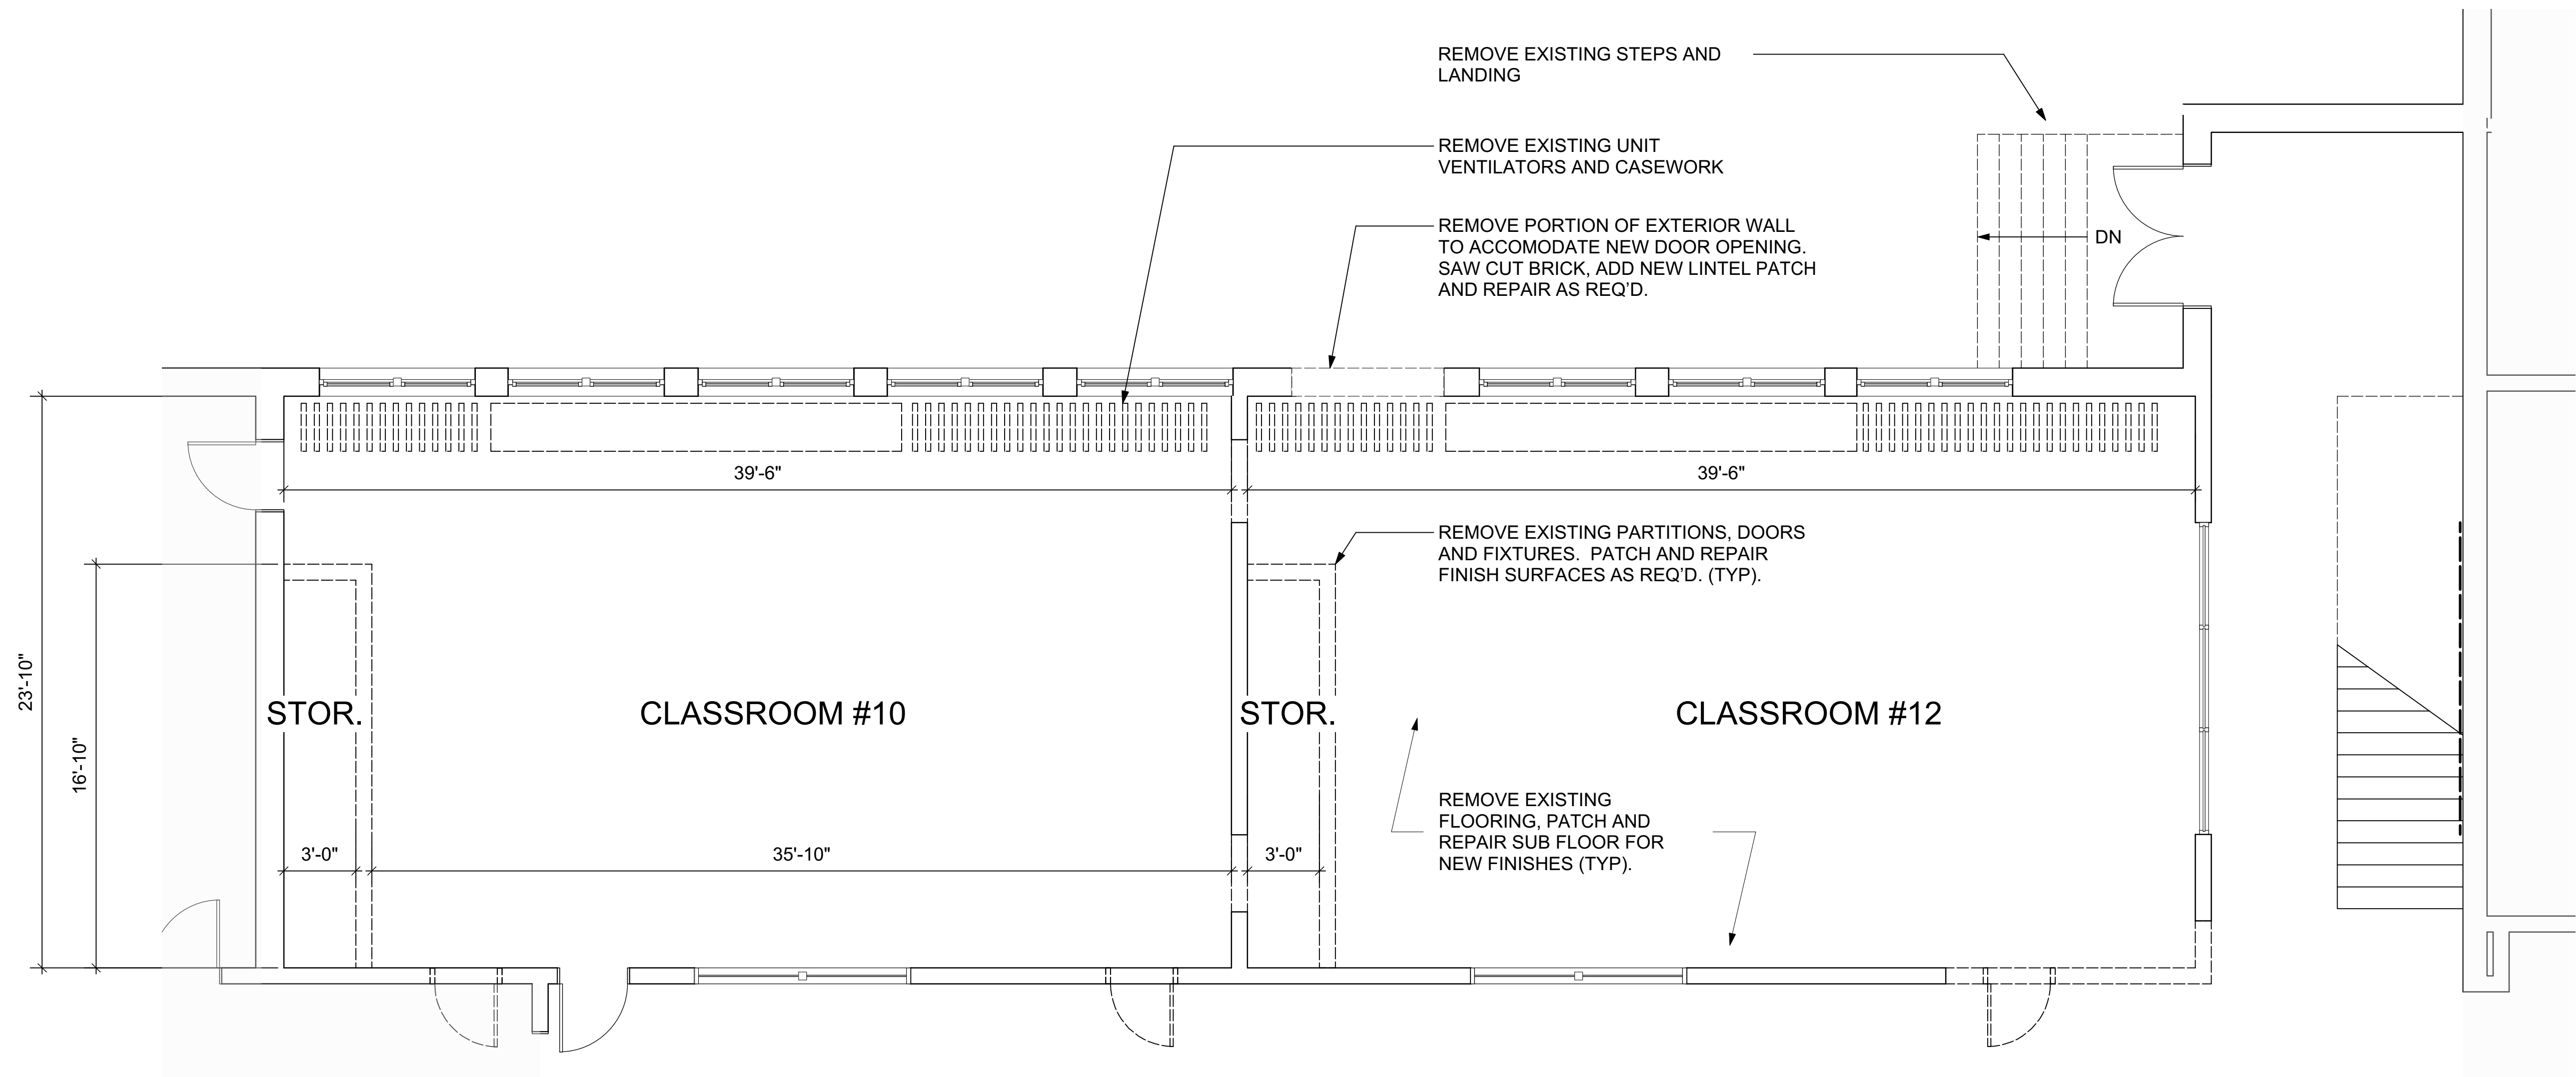 REMOVE EXISTING STEPS AND
LANDING
REMOVE EXISTING UNIT
VENTILATORS AND CASEWORK
REMOVE PORTION OF EXTERIOR WALL
TO ACCOMODATE NEW DOOR OPENING.
SAW CUT BRICK, ADD NEW LINTEL PATCH
AND REPAIR AS REQ’D.
DN
39'-6"
39'-6"
REMOVE EXISTING PARTITIONS, DOORS
AND FIXTURES.  PATCH AND REPAIR
FINISH SURFACES AS REQ’D. (TYP).
23'-10"
16'-10"
STOR.
CLASSROOM #10
STOR.
CLASSROOM #12
REMOVE EXISTING
FLOORING, PATCH AND
REPAIR SUB FLOOR FOR
NEW FINISHES (TYP).
3'-0"
35'-10"
3'-0"